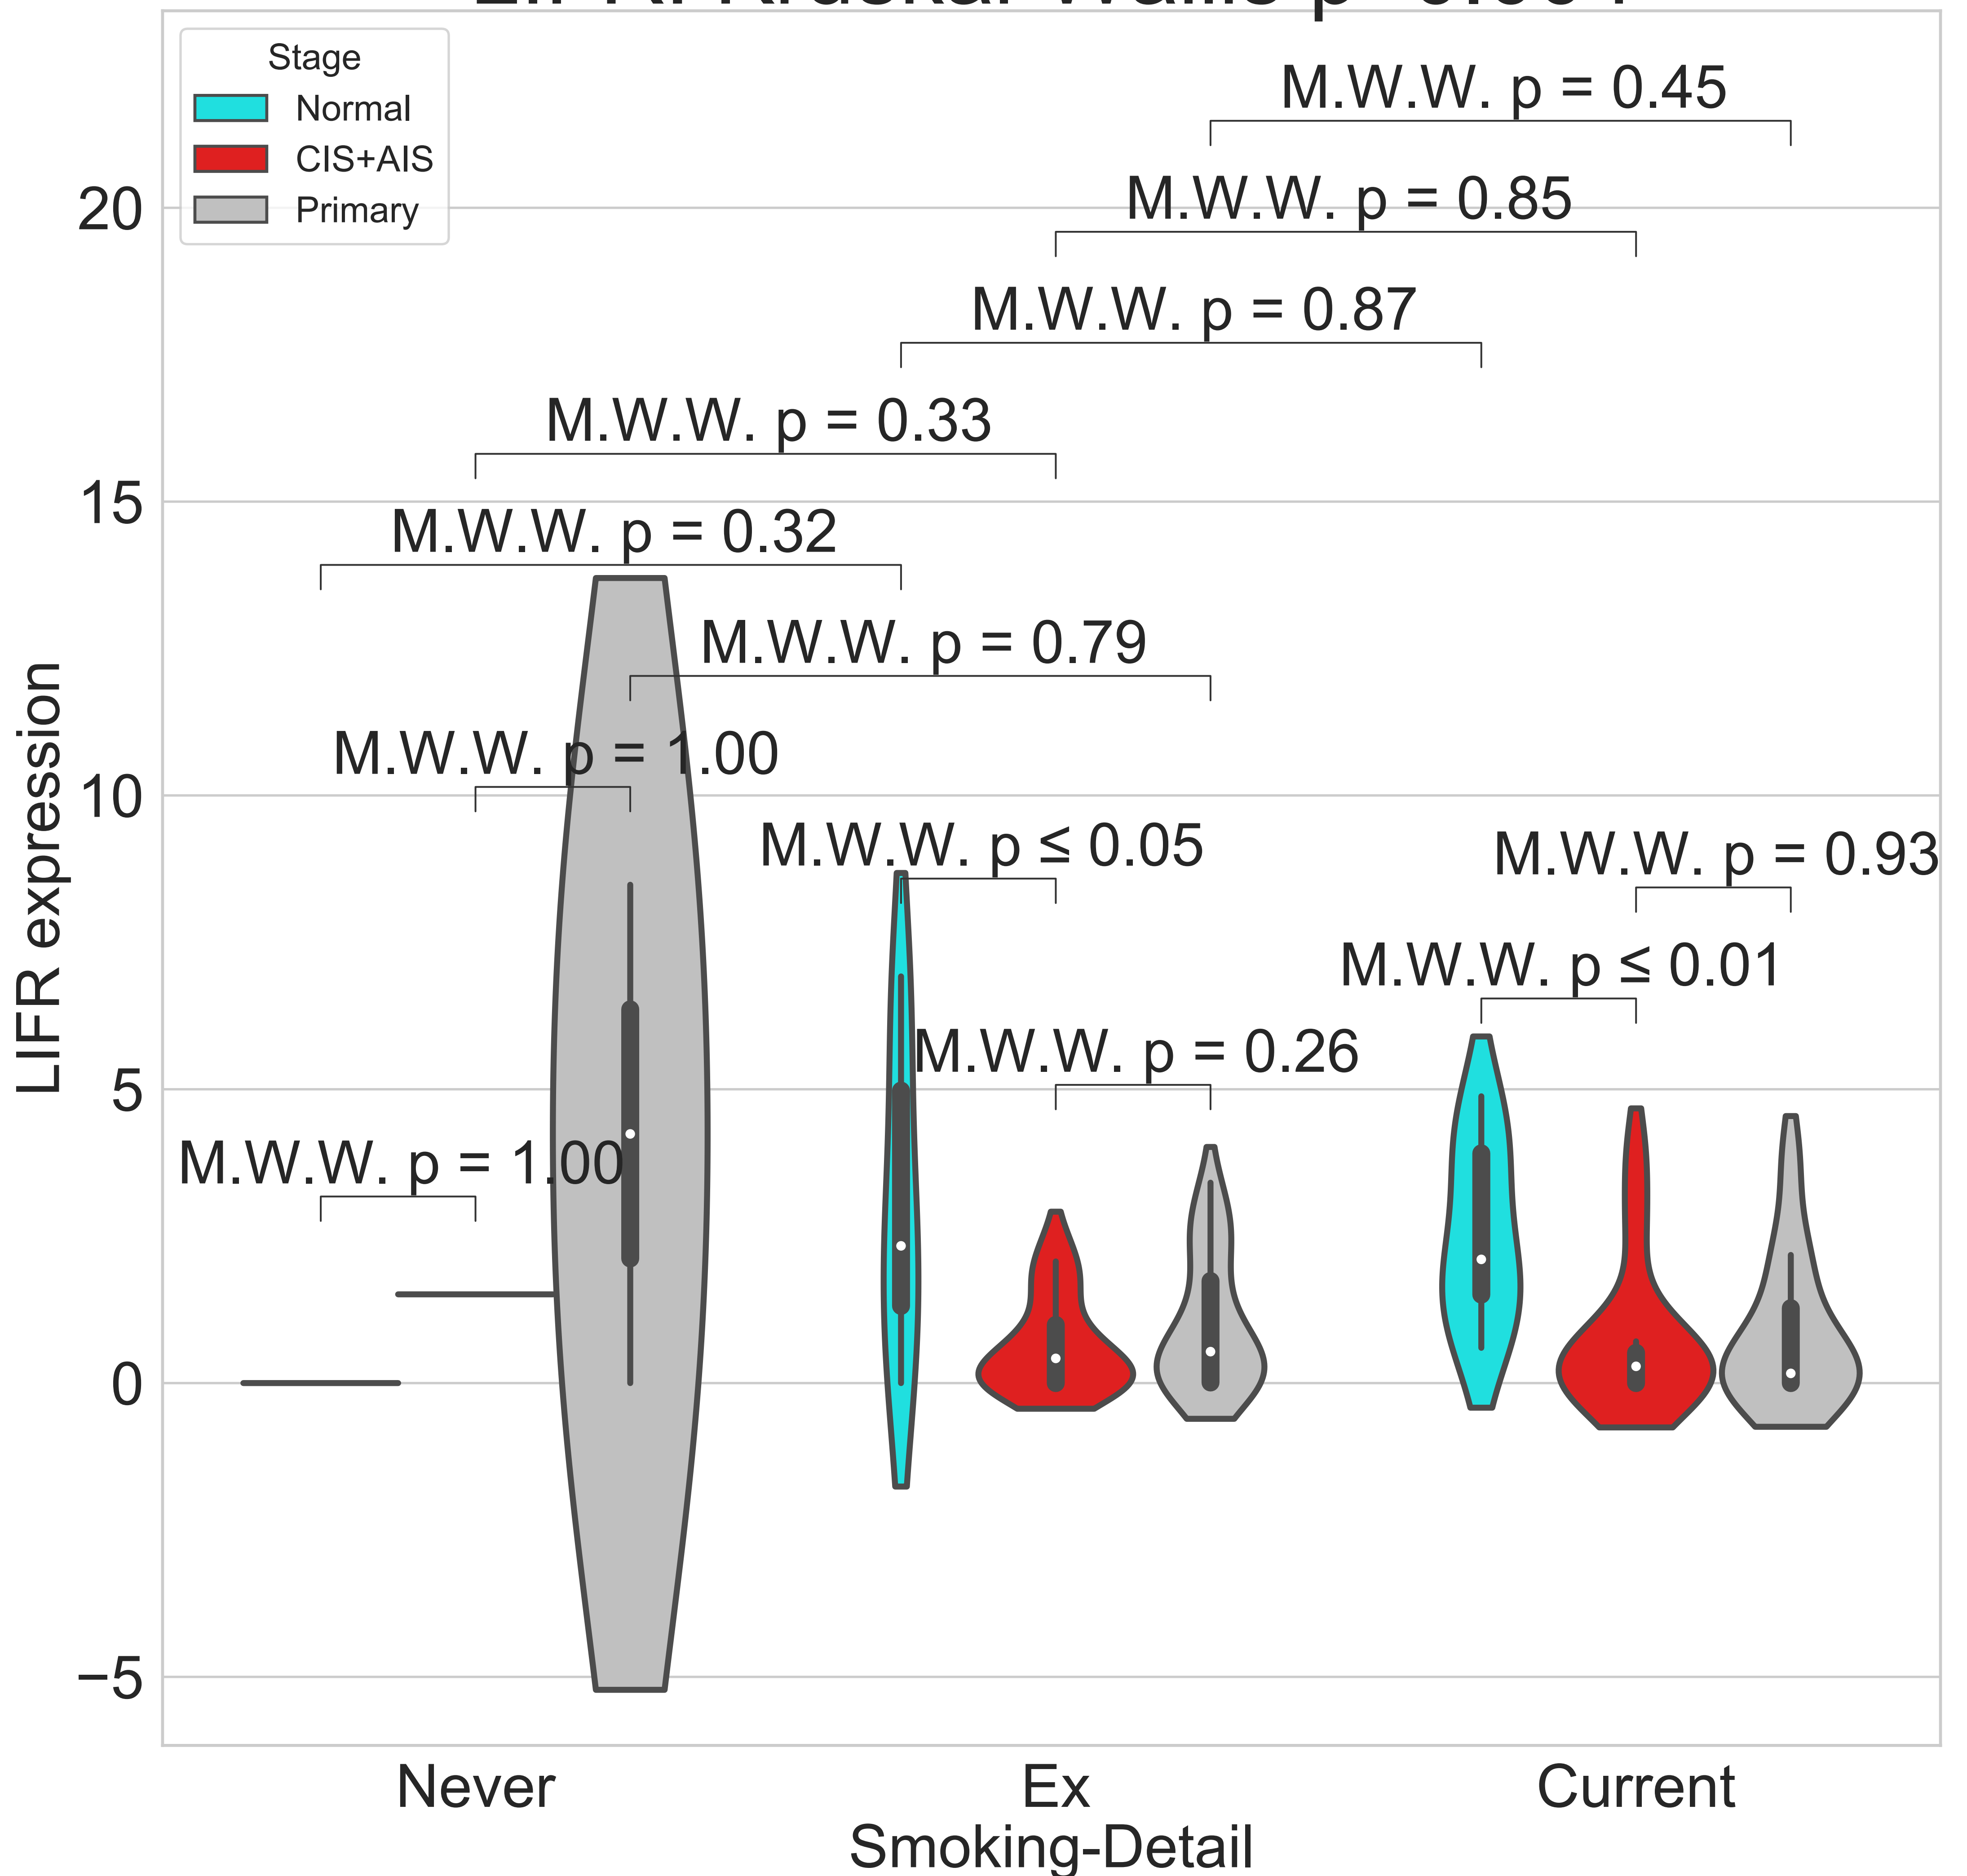 Stage
Normal
CIS+AIS
Primary
M.W.W. p = 0.45
M.W.W. p = 0.85
M.W.W. p = 0.87
M.W.W. p = 0.33
M.W.W. p = 0.32
M.W.W. p = 0.79
M.W.W. p = 1.00
M.W.W. p ≤ 0.05
M.W.W. p = 0.93
M.W.W. p ≤ 0.01
M.W.W. p = 0.26
M.W.W. p = 1.00
20
15
10
5
0
−5
LIFR expression
Never
Ex
Current
Smoking-Detail